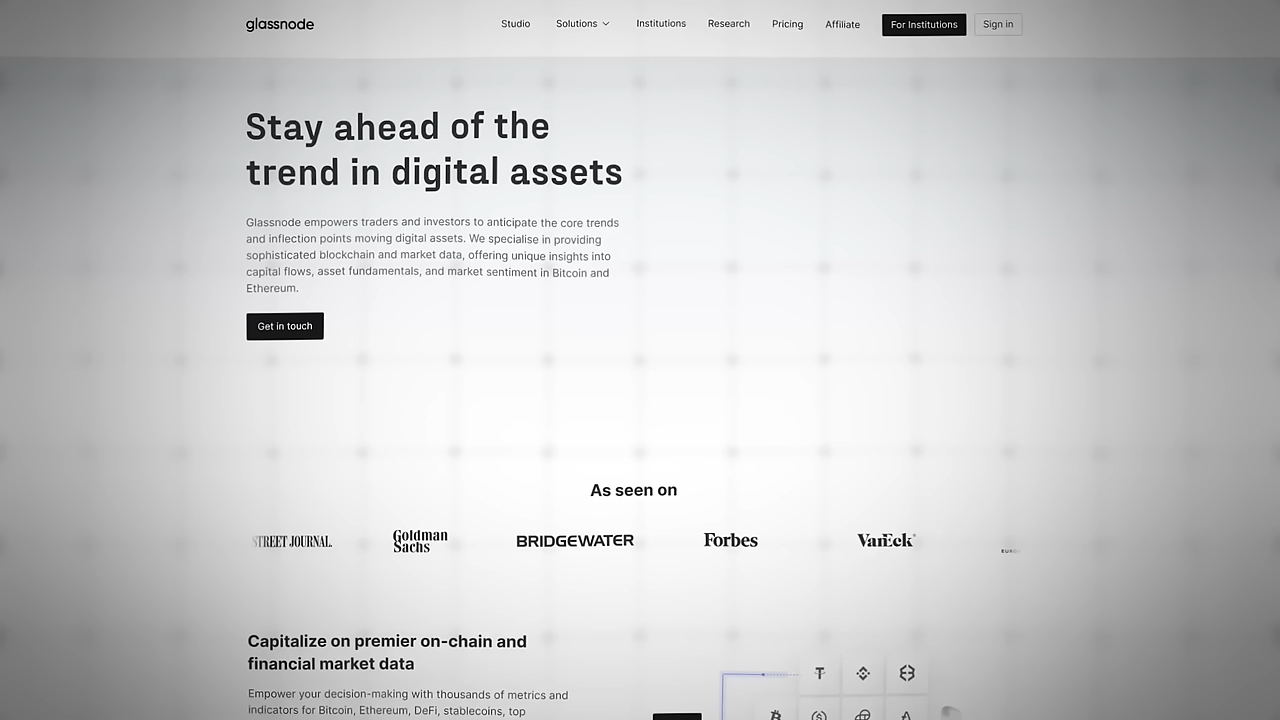 glassnode
Studio
Solutions
Institutions
Research
Pricing
Affiliate
For Institutions
Sign in
Stay ahead of the
trend in digital assets
Glassnode empowers traders and investors to anticipate the core trends
and inflection points moving digital assets. We specialise in providing
sophisticated blockchain and market data, offering unique insights into
capital flows, asset fundamentals, and market sentiment in Bitcoin and
Ethereum.
Get in touch
As seen on
STREET JOURNAL.
Goldman
Sachs
BRIDGEWATER
Forbes
VanEck
Capitalize on premier on-chain and
financial market data
Empower your decision-making with thousands of metrics and
indicators for Bitcoin, Ethereum, DeFi, stablecoins, top